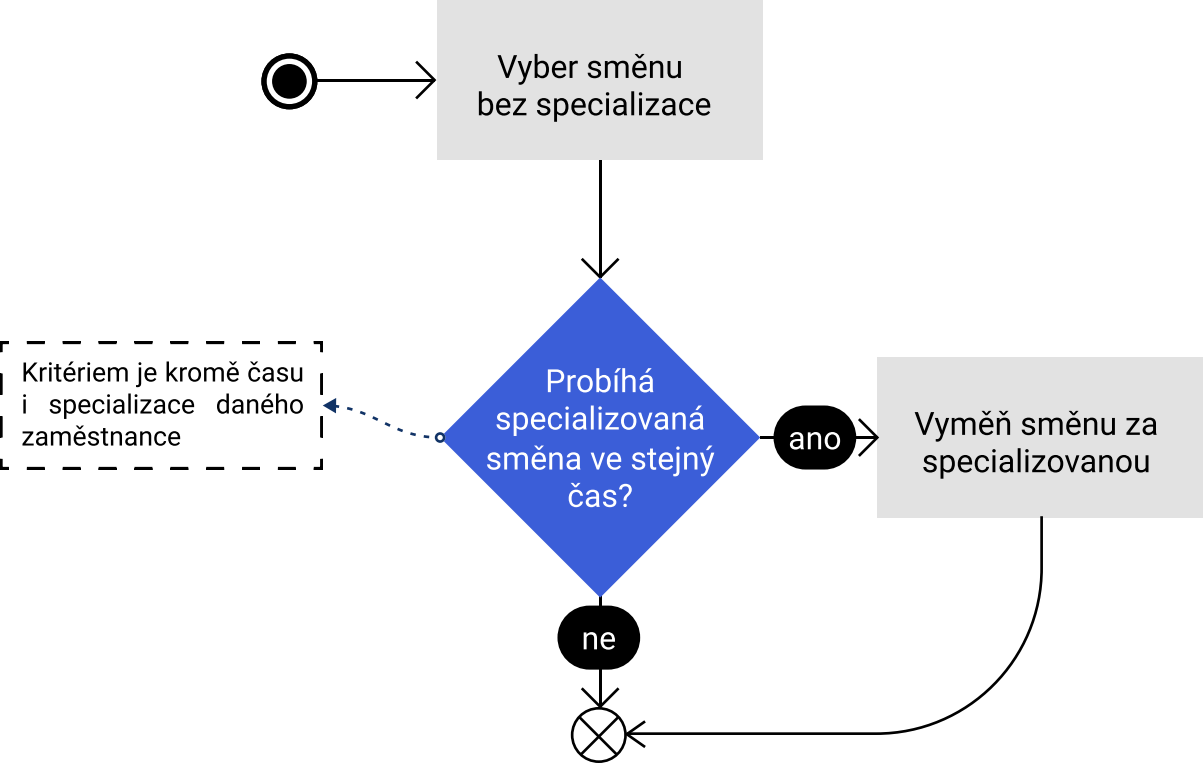 Vyber směnu
bez specializace
Kritériem je kromě času
i specializace daného
zaměstnance
Probíhá
specializovaná
směna ve stejný
čas?
ano
Vyměň směnu za
specializovanou
ne